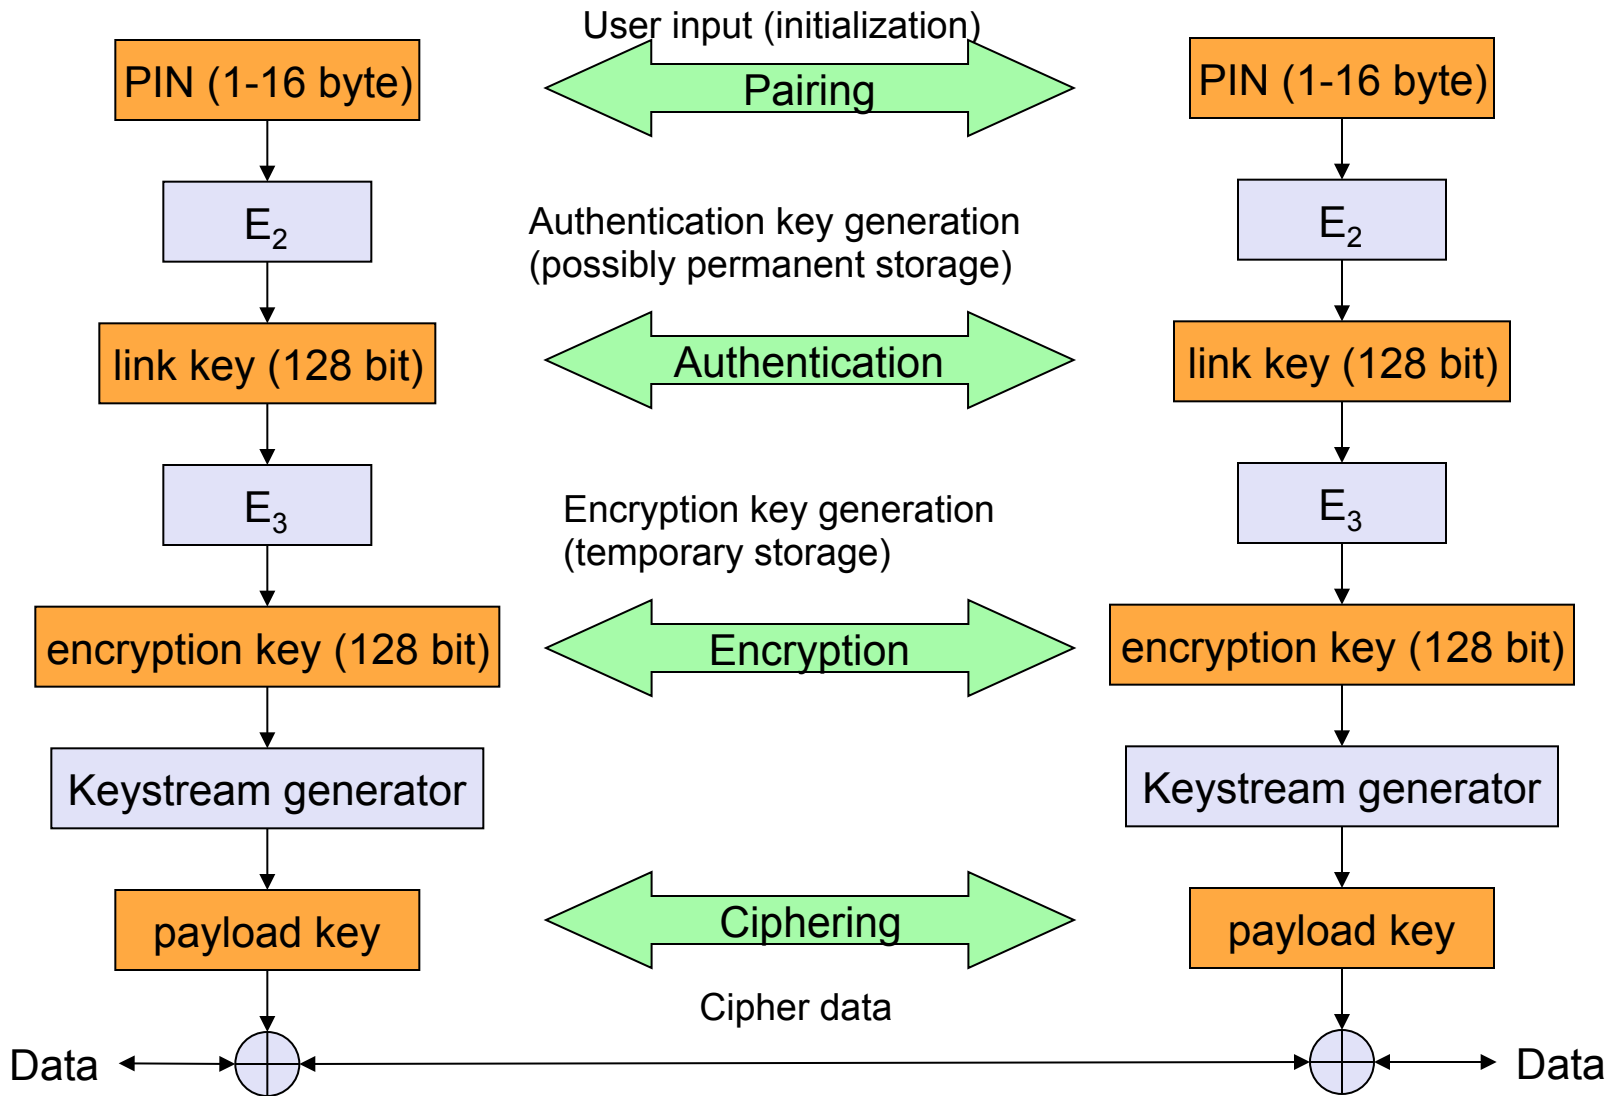 User input (initialization)
PIN (1-16 byte)
Pairing
PIN (1-16 byte)
E₂
Authentication key generation
(possibly permanent storage)
E₂
link key (128 bit)
Authentication
link key (128 bit)
E₃
Encryption key generation
(temporary storage)
E₃
encryption key (128 bit)
Encryption
encryption key (128 bit)
Keystream generator
Keystream generator
payload key
Ciphering
payload key
Cipher data
Data
Data